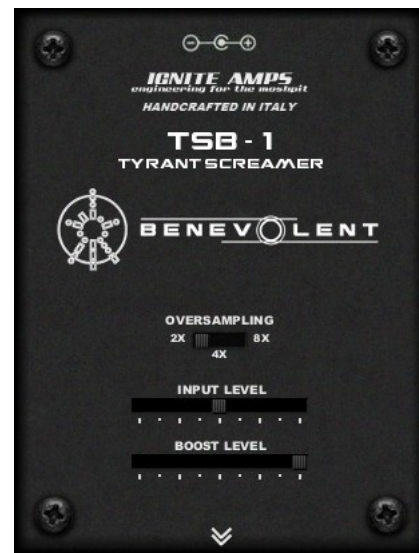 IGNITE AMPS
engineering for the moshpit
HANDCRAFTED IN ITALY
TSB - 1
TYRANT SCREAMER
BENEVOLENT
OVERSAMPLING
2X 8X
4X
INPUT LEVEL
BOOST LEVEL